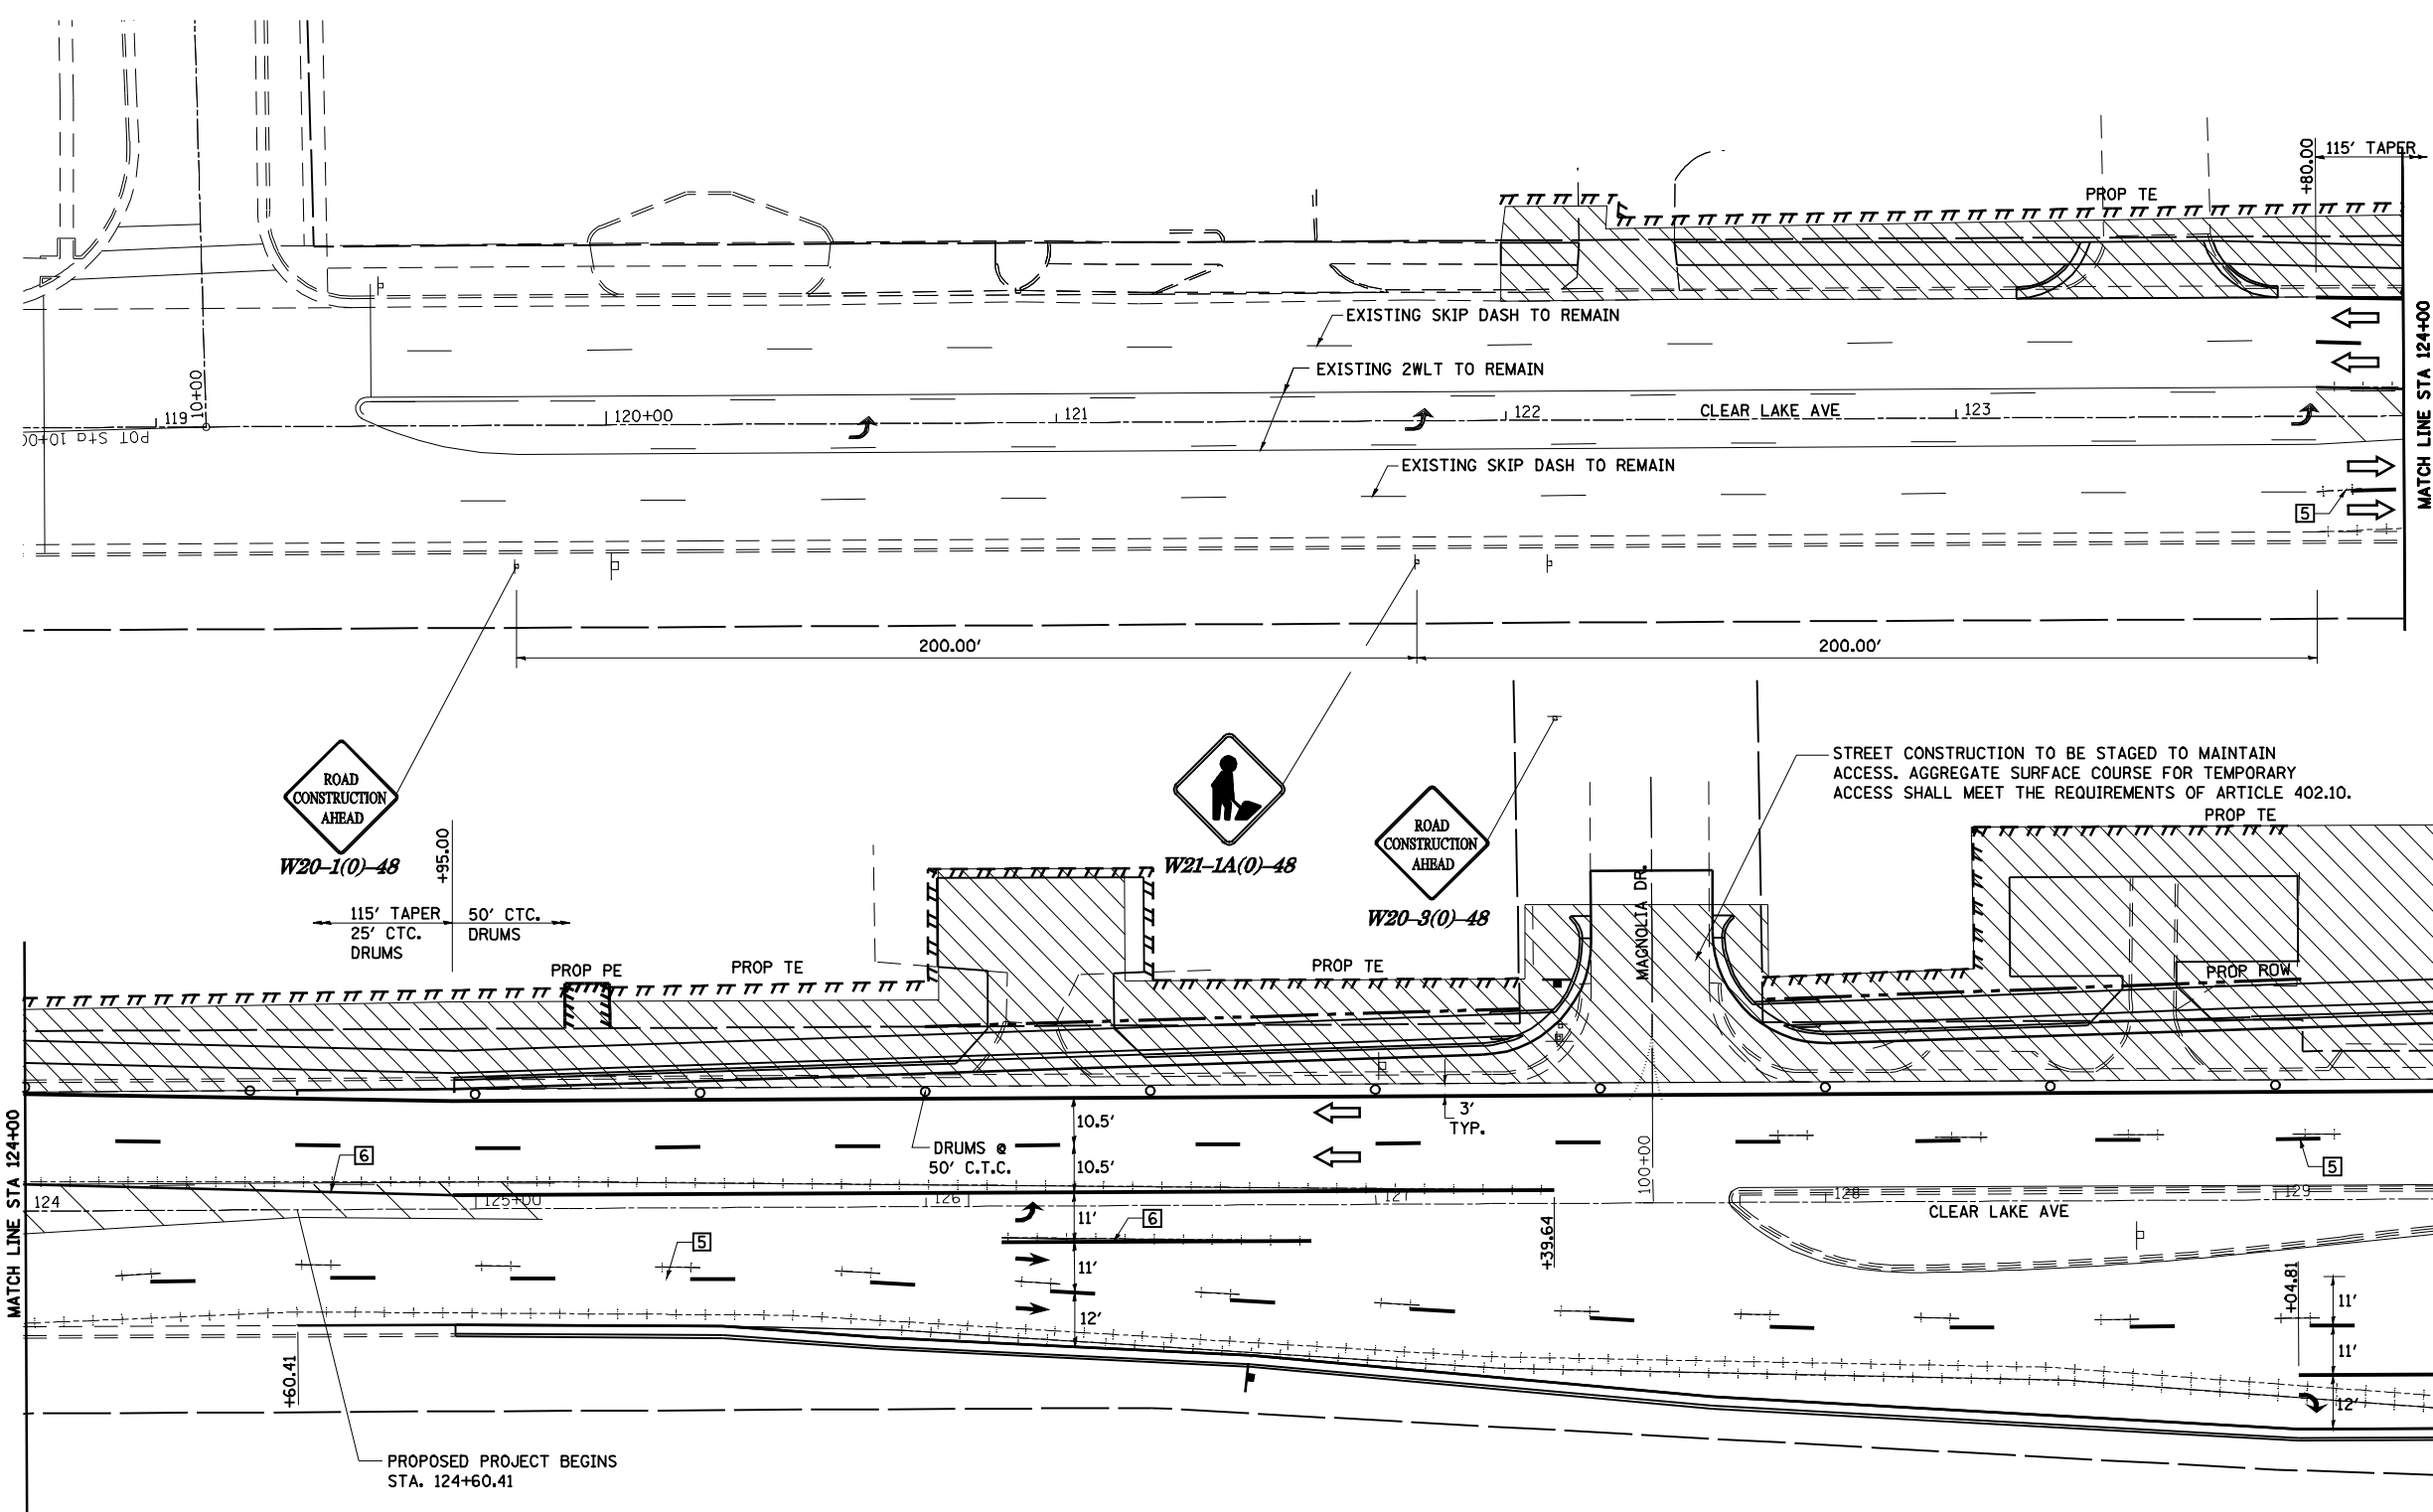 +80.00
115' TAPER
PROP TE
EXISTING SKIP DASH TO REMAIN
EXISTING 2WLT TO REMAIN
10+00
119
120+00
121
122
CLEAR LAKE AVE
123
POT Sta 10+00
EXISTING SKIP DASH TO REMAIN
5
MATCH LINE STA 124+00
200.00'
200.00'
ROAD
CONSTRUCTION
AHEAD
W20-1(O)-48
W21-1A(O)-48
ROAD
CONSTRUCTION
AHEAD
W20-3(O)-48
STREET CONSTRUCTION TO BE STAGED TO MAINTAIN
ACCESS. AGGREGATE SURFACE COURSE FOR TEMPORARY
ACCESS SHALL MEET THE REQUIREMENTS OF ARTICLE 402.10.
PROP TE
+95.00
115' TAPER
25' CTC.
DRUMS
50' CTC.
DRUMS
PROP PE
PROP TE
PROP TE
MAGNOLIA DR.
PROP ROW
MATCH LINE STA 124+00
10.5'
10.5'
DRUMS @
50' C.T.C.
3'
TYP.
6
5
124
125+00
126
127
100+00
128
129
CLEAR LAKE AVE
11'
6
11'
12'
5
+39.64
+04.81
11'
11'
12'
+60.41
PROPOSED PROJECT BEGINS
STA. 124+60.41